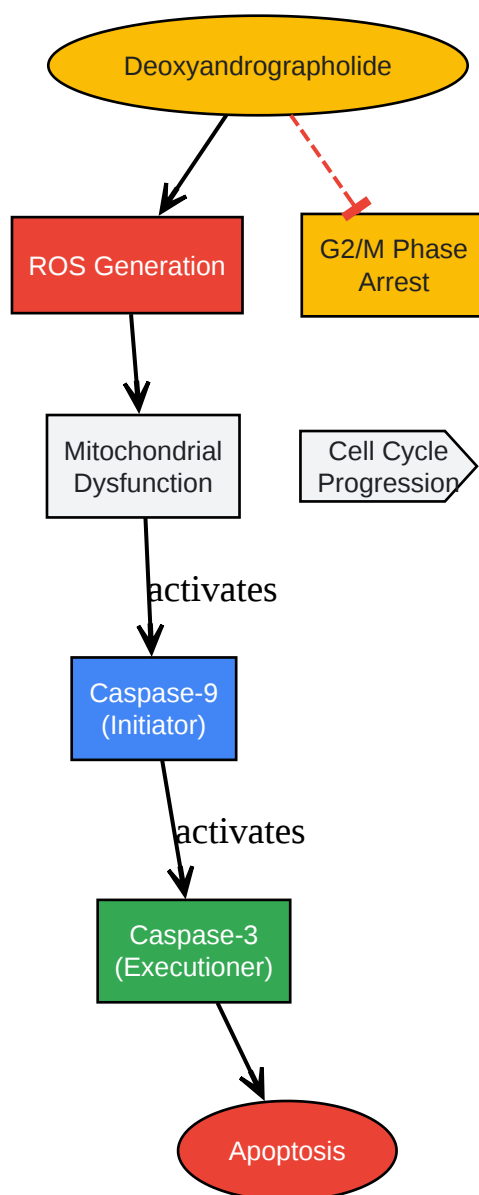 Deoxyandrographolide
ROS Generation
G2/M Phase
Arrest
Mitochondrial
Dysfunction
Cell Cycle
Progression
activates
Caspase-9
(Initiator)
activates
Caspase-3
(Executioner)
Apoptosis